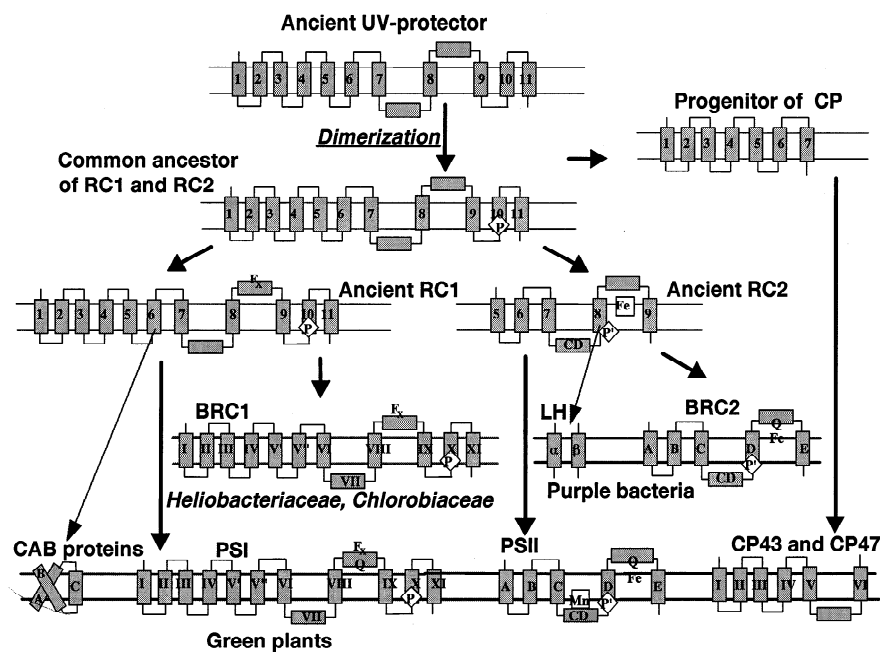 Ancient UV-protector
1 2 3 4 5 6 7 8 9 10 11
Dimerization
Progenitor of CP
1 2 3 4 5 6 7
Common ancestor
of RC1 and RC2
1 2 3 4 5 6 7 8 9 10 11
P
Fx
Ancient RC1
1 2 3 4 5 6 7 8 9 10 11
P
Ancient RC2
5 6 7 8 Fe 9
CD P'
BRC1
Fx
I II III IV V V" VI VIII IX X XI
P
VII
Heliobacteriaceae, Chlorobiaceae
LH
α β
BRC2
Q
A B C D Fe E
P'
CD
Purple bacteria
CAB proteins
B
A C
PSI
Fx
Q
I II III IV V' V" VI VIII IX X XI
P
VII
Green plants
PSII
Q
A B C D Fe E
Mn P'
CD
CP43 and CP47
I II III IV V VI